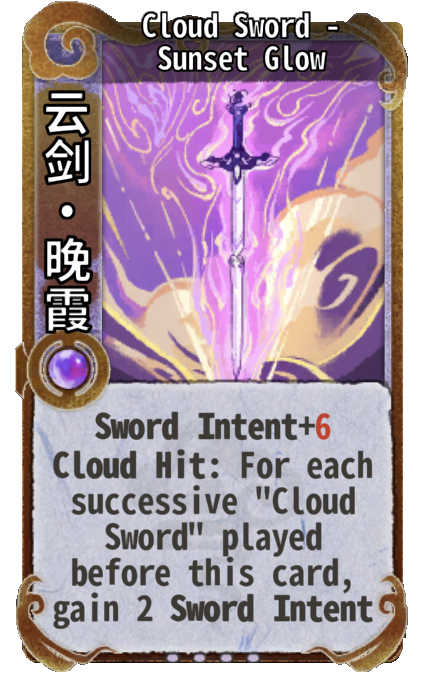 Cloud Sword -
Sunset Glow
云剑·晚霞
Sword Intent+6
Cloud Hit: For each
successive "Cloud
Sword" played
before this card,
gain 2 Sword Intent